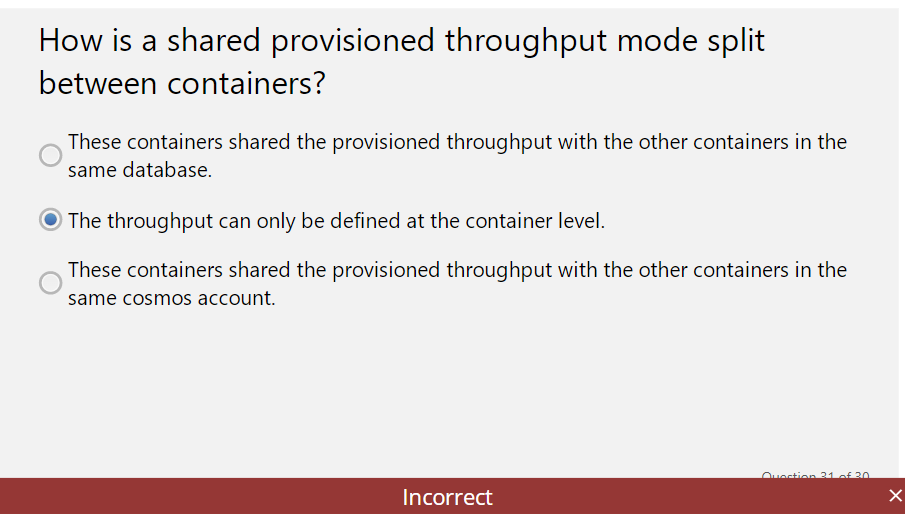 How is a shared provisioned throughput mode split
between containers?
These containers shared the provisioned throughput with the other containers in the
same database.
The throughput can only be defined at the container level.
These containers shared the provisioned throughput with the other containers in the
same cosmos account.
Question 31 of 30
Incorrect